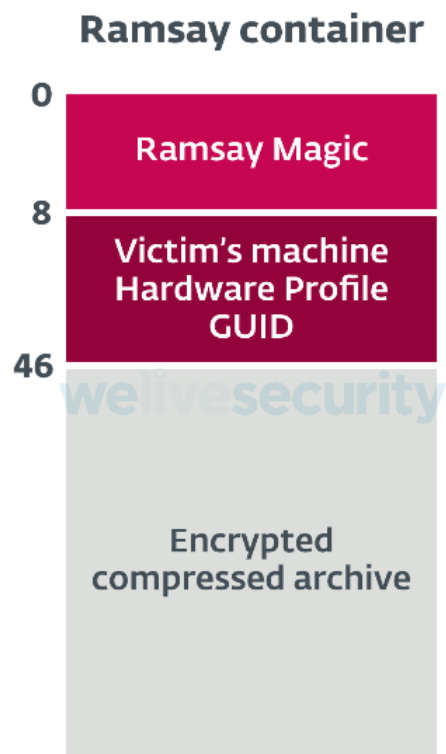 Ramsay container
0
Ramsay Magic
8
Victim's machine
Hardware Profile
GUID
46
welivesecurity
Encrypted
compressed archive